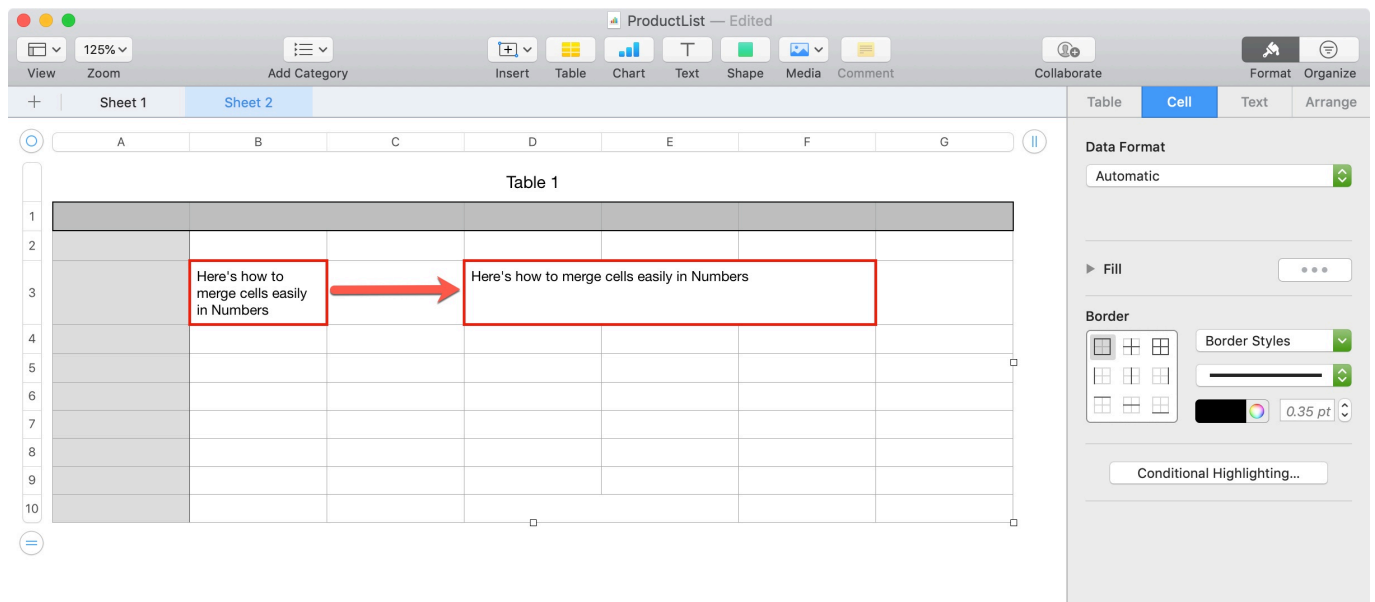 ProductList — Edited
125%
View Zoom Add Category Insert Table Chart Text Shape Media Comment Collaborate Format Organize
Sheet 1 Sheet 2 Table Cell Text Arrange
A B C D E F G
Table 1
1
2
3
4
5
6
7
8
9
10
Here's how to
merge cells easily
in Numbers
Here's how to merge cells easily in Numbers
Data Format
Automatic
Fill
Border
Border Styles
0.35 pt
Conditional Highlighting...